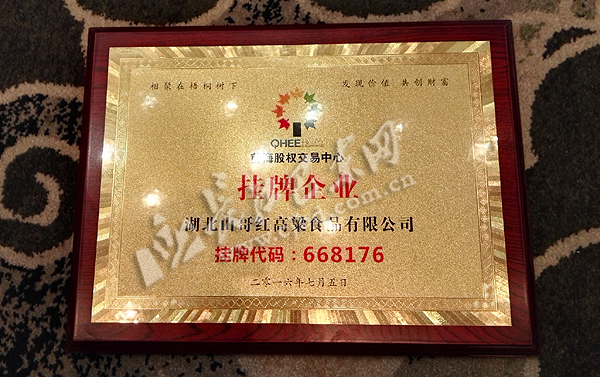 相聚在梧桐树下
发现价值 共创财富
QHEE
前海股权交易中心
挂牌企业
湖北山哥红高粱食品有限公司
挂牌代码：668176
二零一六年七月五日